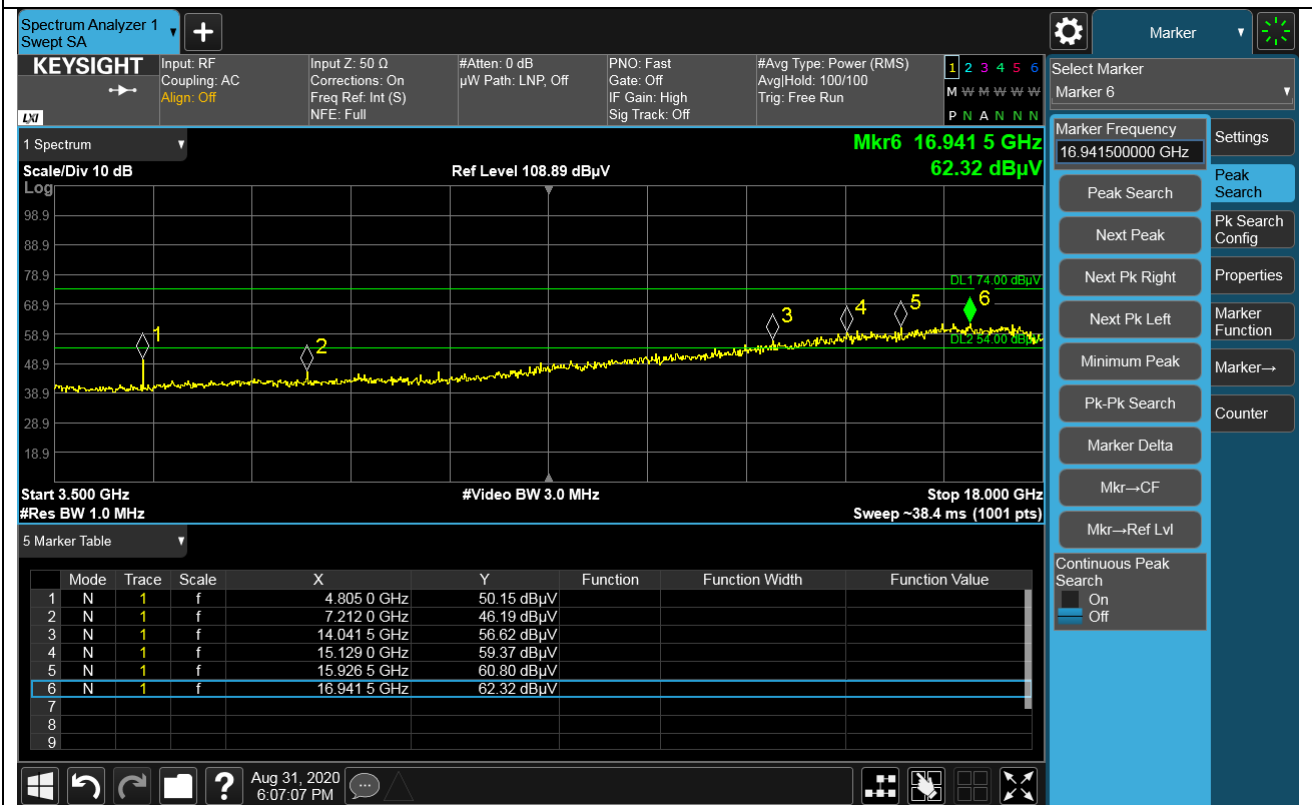 Spectrum Analyzer 1
Swept SA
Marker
KEYSIGHT
LXI
Input: RF
Coupling: AC
Align: Off
Input Z: 50 Ω
Corrections: On
Freq Ref: Int (S)
NFE: Full
#Atten: 0 dB
µW Path: LNP, Off
PNO: Fast
Gate: Off
IF Gain: High
Sig Track: Off
#Avg Type: Power (RMS)
Avg|Hold: 100/100
Trig: Free Run
1 2 3 4 5 6
M W M W W W
P N A N N N
Select Marker
Marker 6
1 Spectrum
Mkr6 16.941 5 GHz
62.32 dBµV
Scale/Div 10 dB
Ref Level 108.89 dBµV
Log
98.9
88.9
78.9
68.9
58.9
48.9
38.9
28.9
18.9
DL1 74.00 dBµV
DL2 54.00 dBµV
1
2
3
4
5
6
Start 3.500 GHz
#Video BW 3.0 MHz
Stop 18.000 GHz
#Res BW 1.0 MHz
Sweep ~38.4 ms (1001 pts)
5 Marker Table
Mode Trace Scale X Y Function Function Width Function Value
1 N 1 f 4.805 0 GHz 50.15 dBµV
2 N 1 f 7.212 0 GHz 46.19 dBµV
3 N 1 f 14.041 5 GHz 56.62 dBµV
4 N 1 f 15.129 0 GHz 59.37 dBµV
5 N 1 f 15.926 5 GHz 60.80 dBµV
6 N 1 f 16.941 5 GHz 62.32 dBµV
7
8
9
Marker Frequency
16.941500000 GHz
Peak Search
Next Peak
Next Pk Right
Next Pk Left
Minimum Peak
Pk-Pk Search
Marker Delta
Mkr→CF
Mkr→Ref Lvl
Continuous Peak
Search
On
Off
Settings
Peak
Search
Pk Search
Config
Properties
Marker
Function
Marker→
Counter
?
Aug 31, 2020
6:07:07 PM